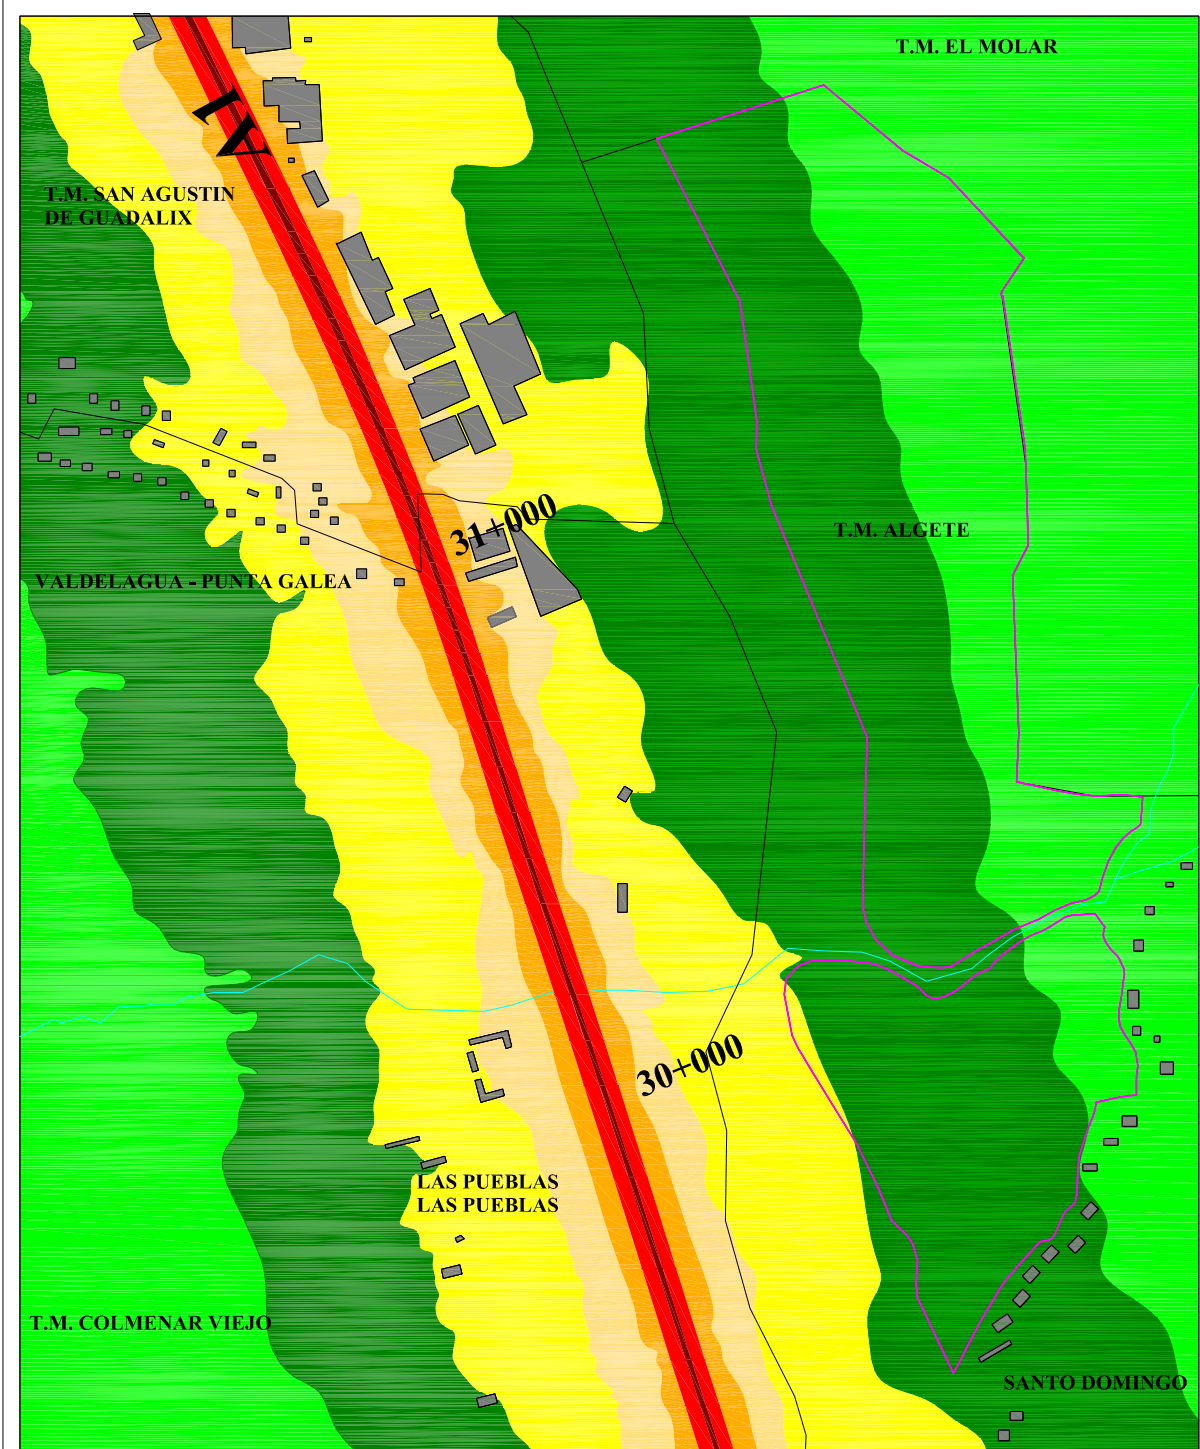 T.M. EL MOLAR
A1
T.M. SAN AGUSTIN
DE GUADALIX
31+000
T.M. ALGETE
VALDELAGUA - PUNTA GALEA
30+000
LAS PUEBLAS
LAS PUEBLAS
T.M. COLMENAR VIEJO
SANTO DOMINGO